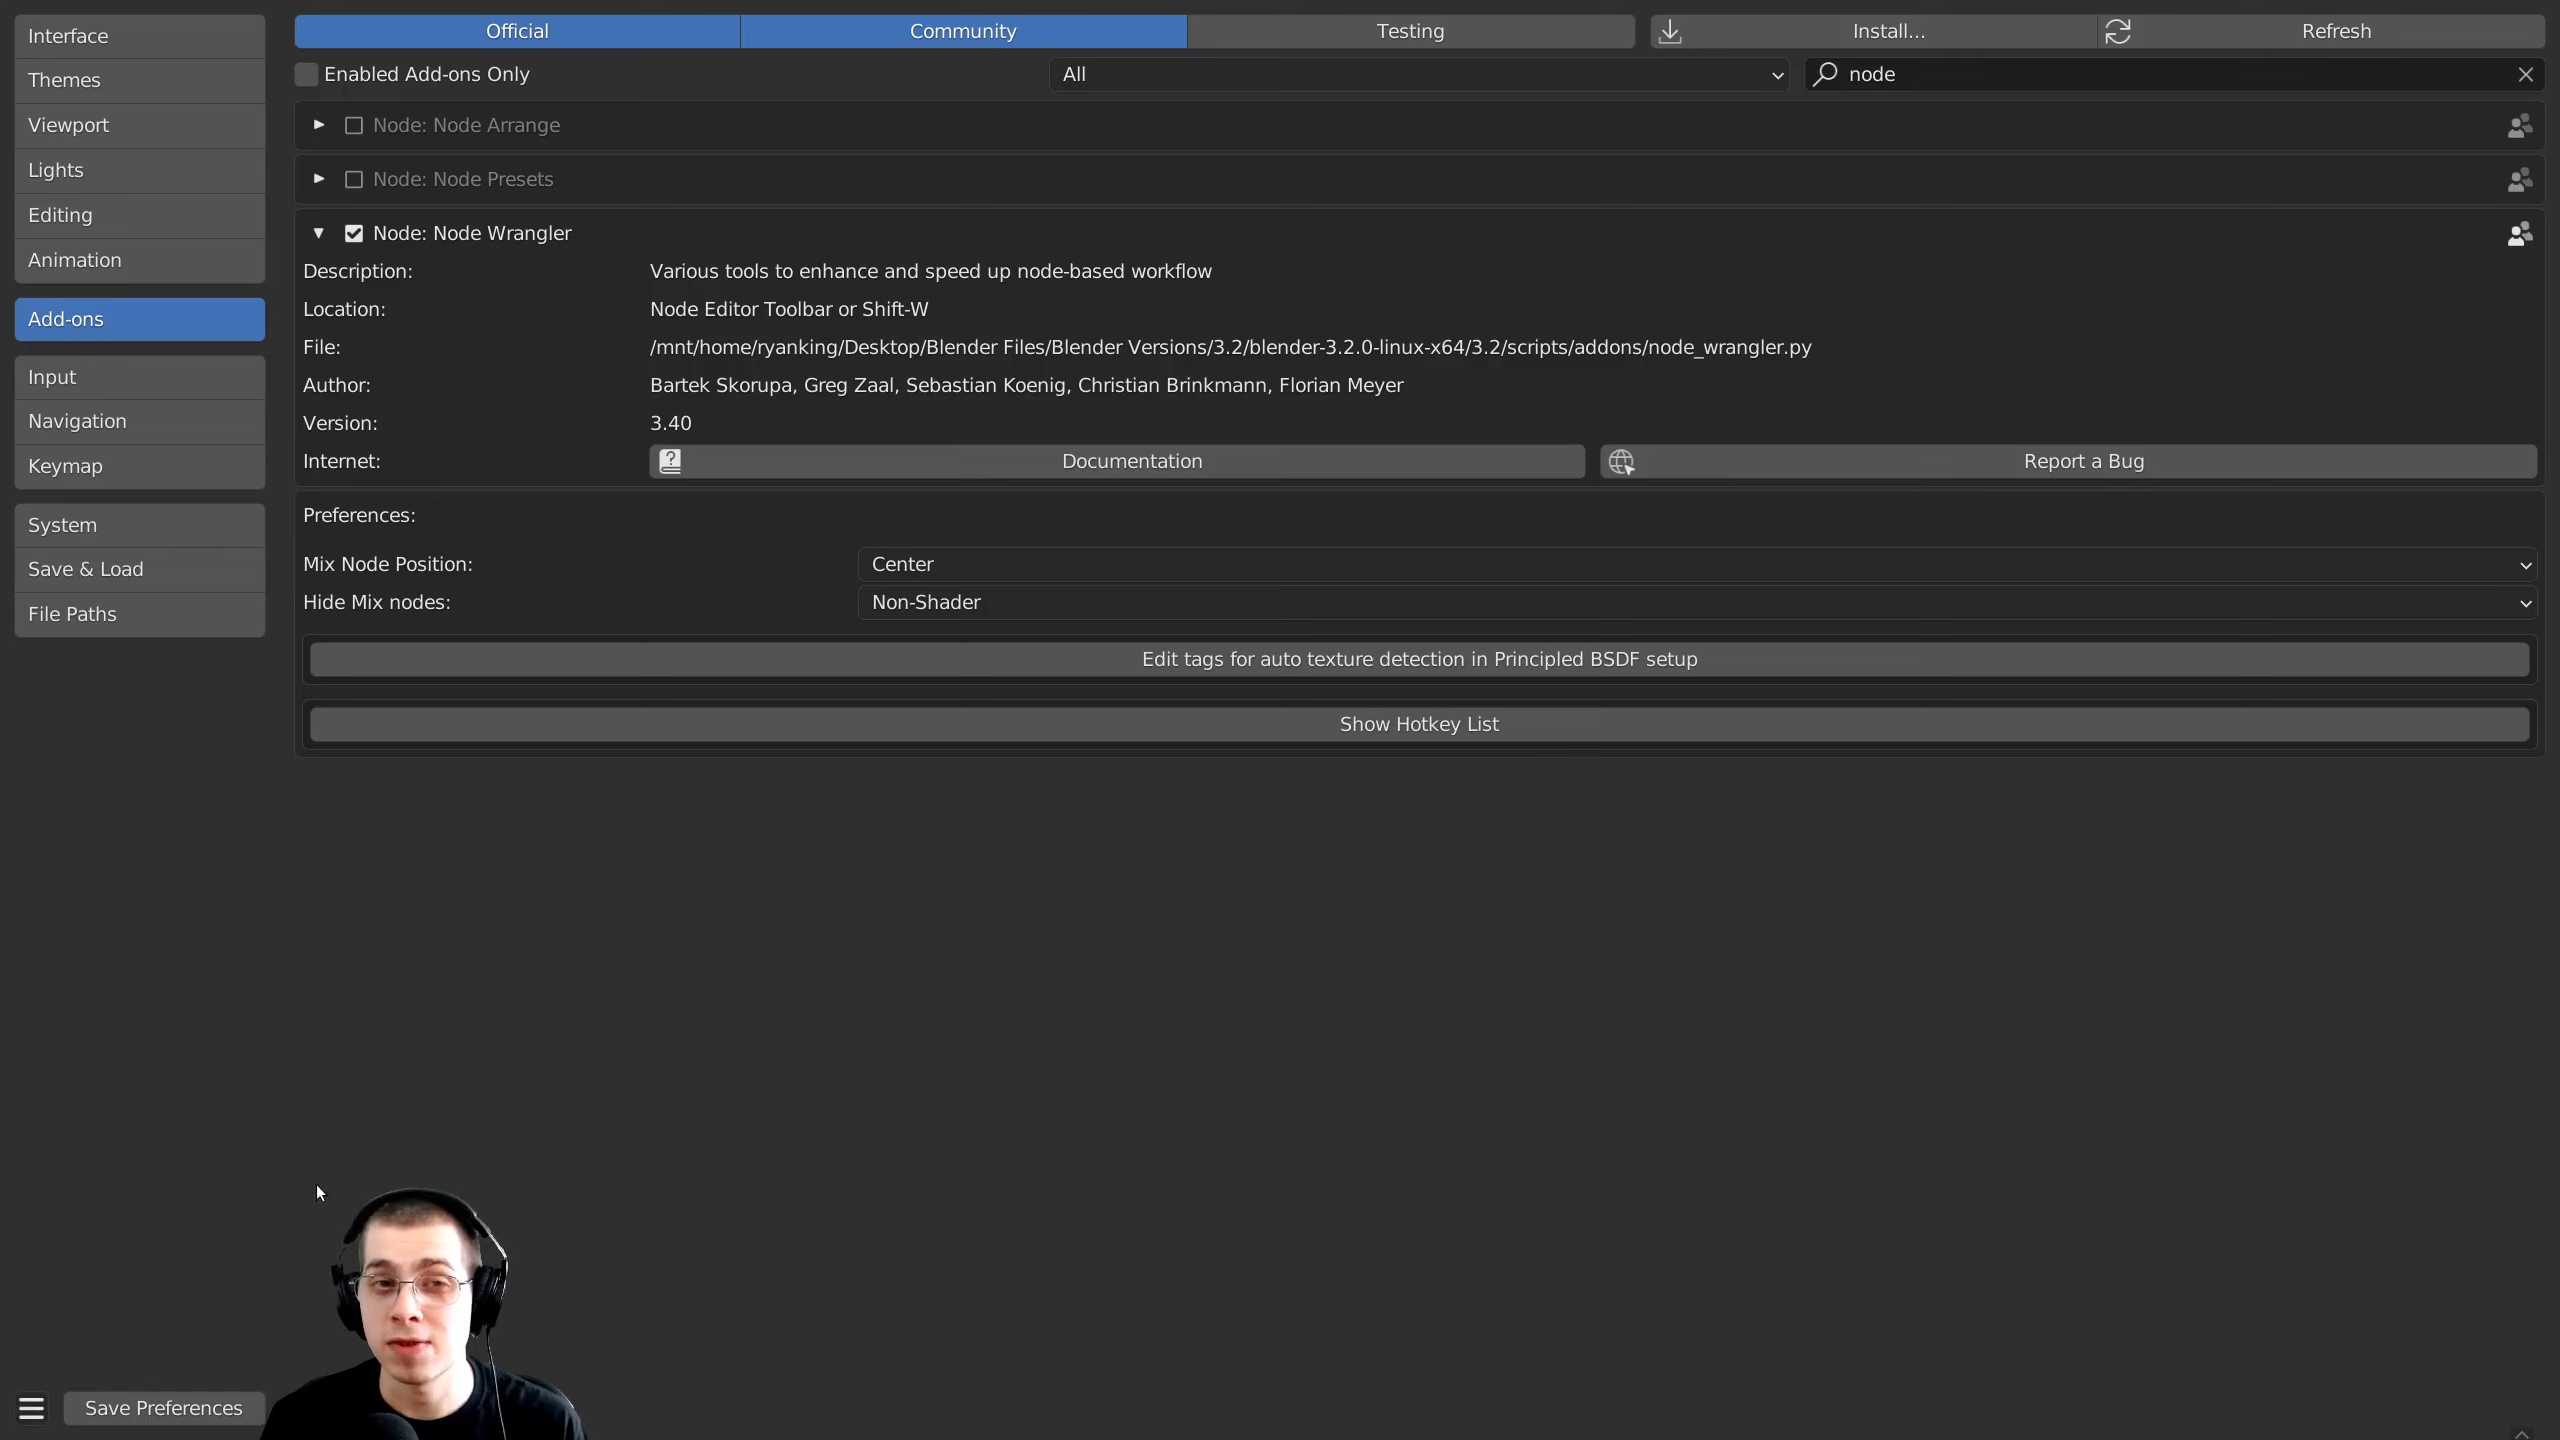 Interface
Themes
Viewport
Lights
Editing
Animation
Add-ons
Input
Navigation
Keymap
System
Save & Load
File Paths
Save Preferences
Official
Community
Testing
Install...
Refresh
Enabled Add-ons Only
All
node
Node: Node Arrange
Node: Node Presets
Node: Node Wrangler
Description: Various tools to enhance and speed up node-based workflow
Location: Node Editor Toolbar or Shift-W
File: /mnt/home/ryanking/Desktop/Blender Files/Blender Versions/3.2/blender-3.2.0-linux-x64/3.2/scripts/addons/node_wrangler.py
Author: Bartek Skorupa, Greg Zaal, Sebastian Koenig, Christian Brinkmann, Florian Meyer
Version: 3.40
Internet: Documentation Report a Bug
Preferences:
Mix Node Position: Center
Hide Mix nodes: Non-Shader
Edit tags for auto texture detection in Principled BSDF setup
Show Hotkey List